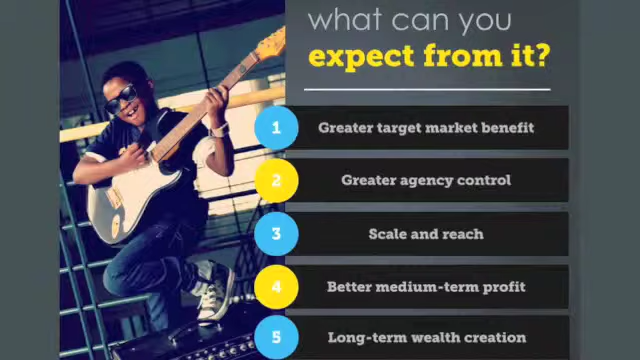 what can you
expect from it?
1 Greater target market benefit
2 Greater agency control
3 Scale and reach
4 Better medium-term profit
5 Long-term wealth creation